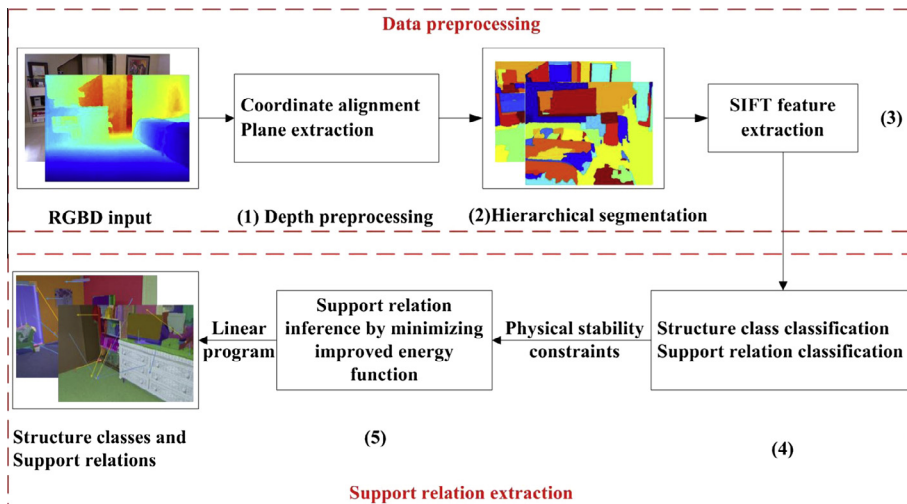 Data preprocessing
Coordinate alignment
Plane extraction
SIFT feature
extraction
(3)
RGBD input
(1) Depth preprocessing
(2)Hierarchical segmentation
Linear
program
Support relation
inference by minimizing
improved energy
function
Physical stability
constraints
Structure class classification
Support relation classification
Structure classes and
Support relations
(5)
(4)
Support relation extraction